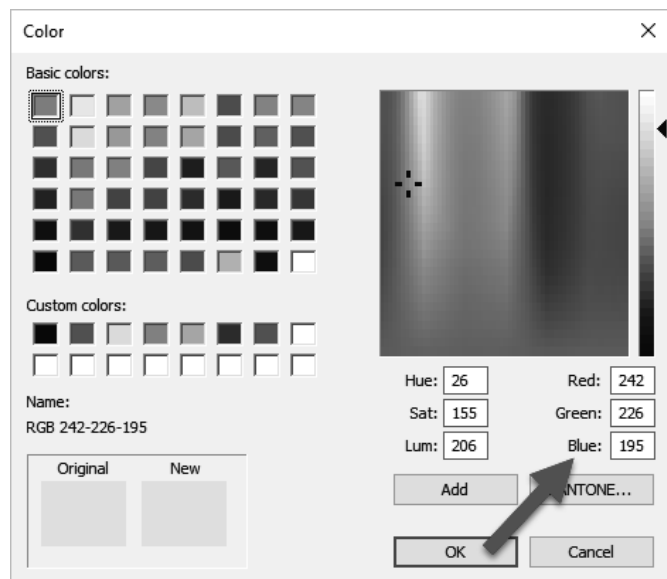 Color
Basic colors:
Custom colors:
Name:
RGB 242-226-195
Original New
Hue: 26 Red: 242
Sat: 155 Green: 226
Lum: 206 Blue: 195
Add
OK Cancel